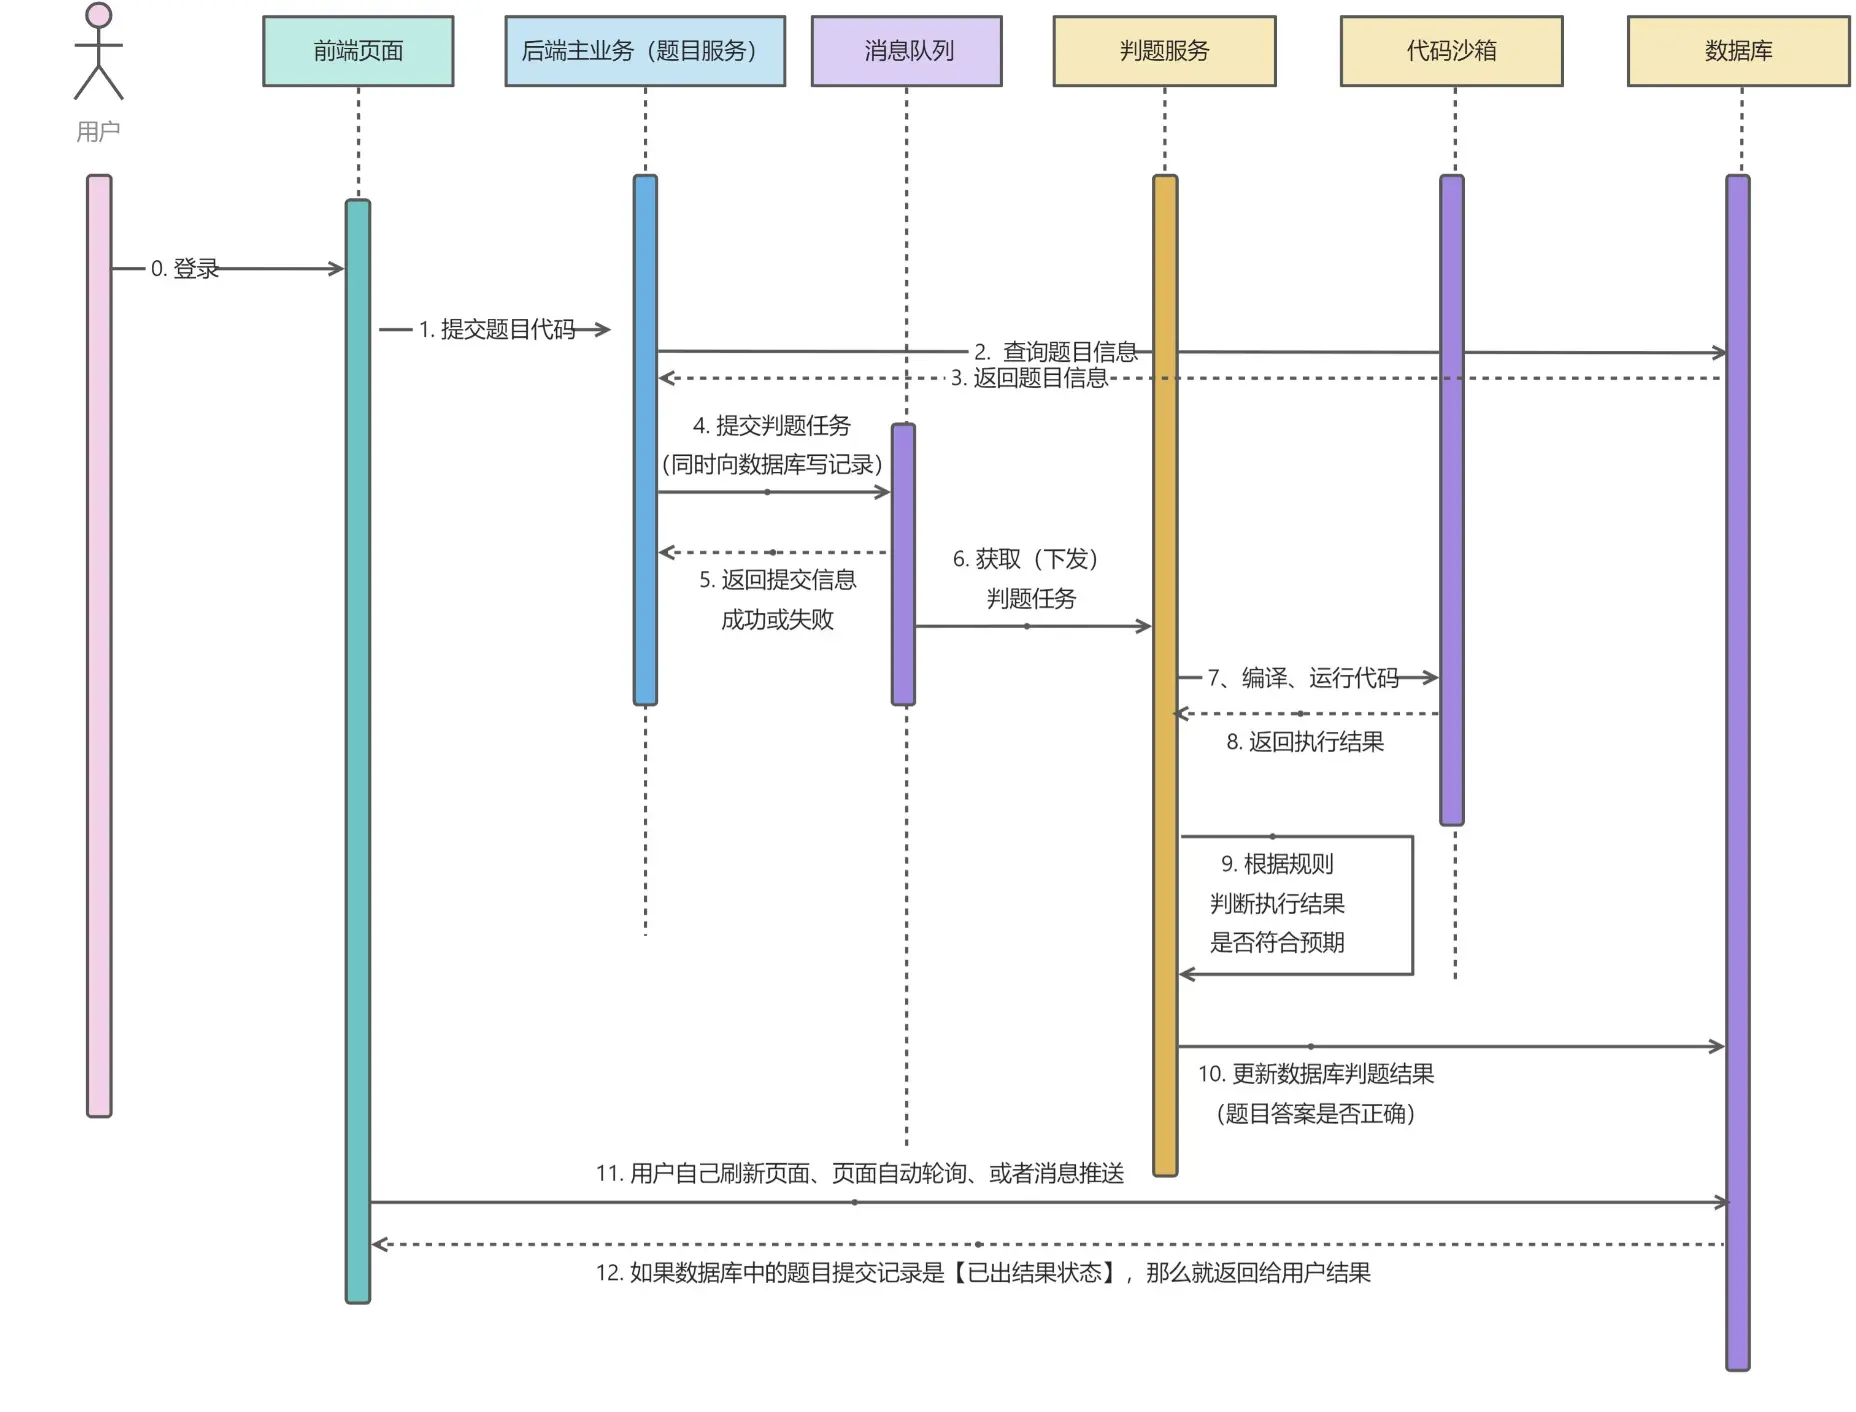 前端页面
后端主业务（题目服务）
消息队列
判题服务
代码沙箱
数据库
用户
0. 登录
1. 提交题目代码
2. 查询题目信息
3. 返回题目信息
4. 提交判题任务
（同时向数据库写记录）
5. 返回提交信息
成功或失败
6. 获取（下发）
判题任务
7、编译、运行代码
8. 返回执行结果
9. 根据规则
判断执行结果
是否符合预期
10. 更新数据库判题结果
（题目答案是否正确）
11. 用户自己刷新页面、页面自动轮询、或者消息推送
12. 如果数据库中的题目提交记录是【已出结果状态】，那么就返回给用户结果